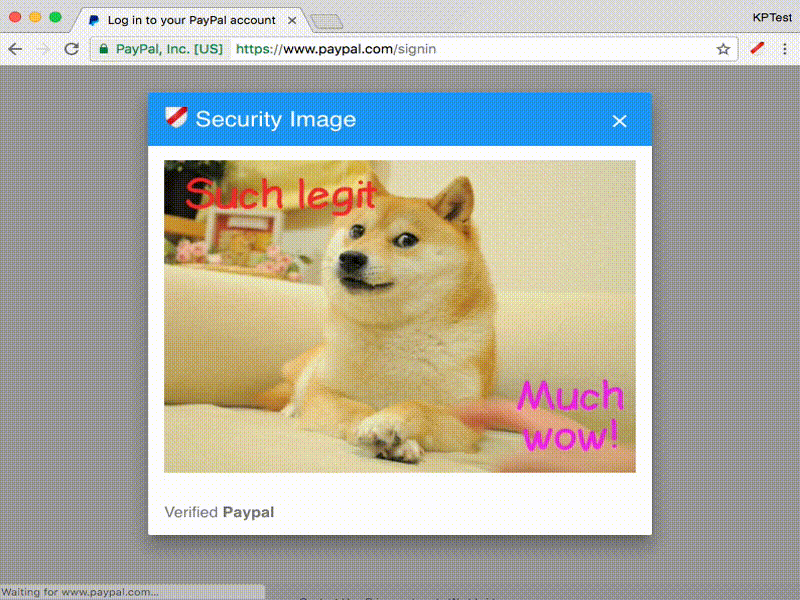 Log in to your PayPal account
KPTest
PayPal, Inc. [US]
https://www.paypal.com/signin
Security Image
Such legit
Much
wow!
Verified Paypal
Waiting for www.paypal.com...